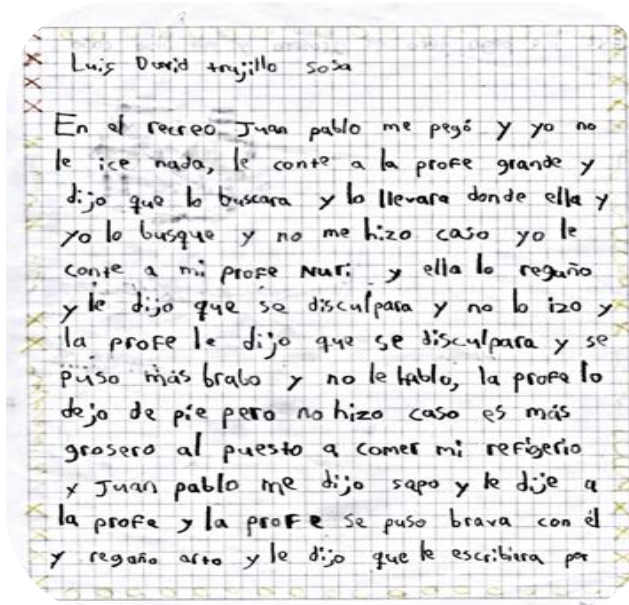 Luis David trujillo sosa
En el recreo Juan pablo me pegó y yo no
le ice nada, le conte a la profe grande y
dijo que lo buscara y lo llevara donde ella y
yo lo busque y no me hizo caso yo le
conte a mi profe Nuri y ella lo regaño
y le dijo que se disculpara y no lo izo y
la profe le dijo que se disculpara y se
puso más brabo y no le hablo, la profe lo
dejo de pie pero no hizo caso es más
grosero al puesto a comer mi refigerio
y Juan pablo me dijo sapo y le dije a
la profe y la profe se puso brava con él
y regaño arto y le dijo que le escribiera por